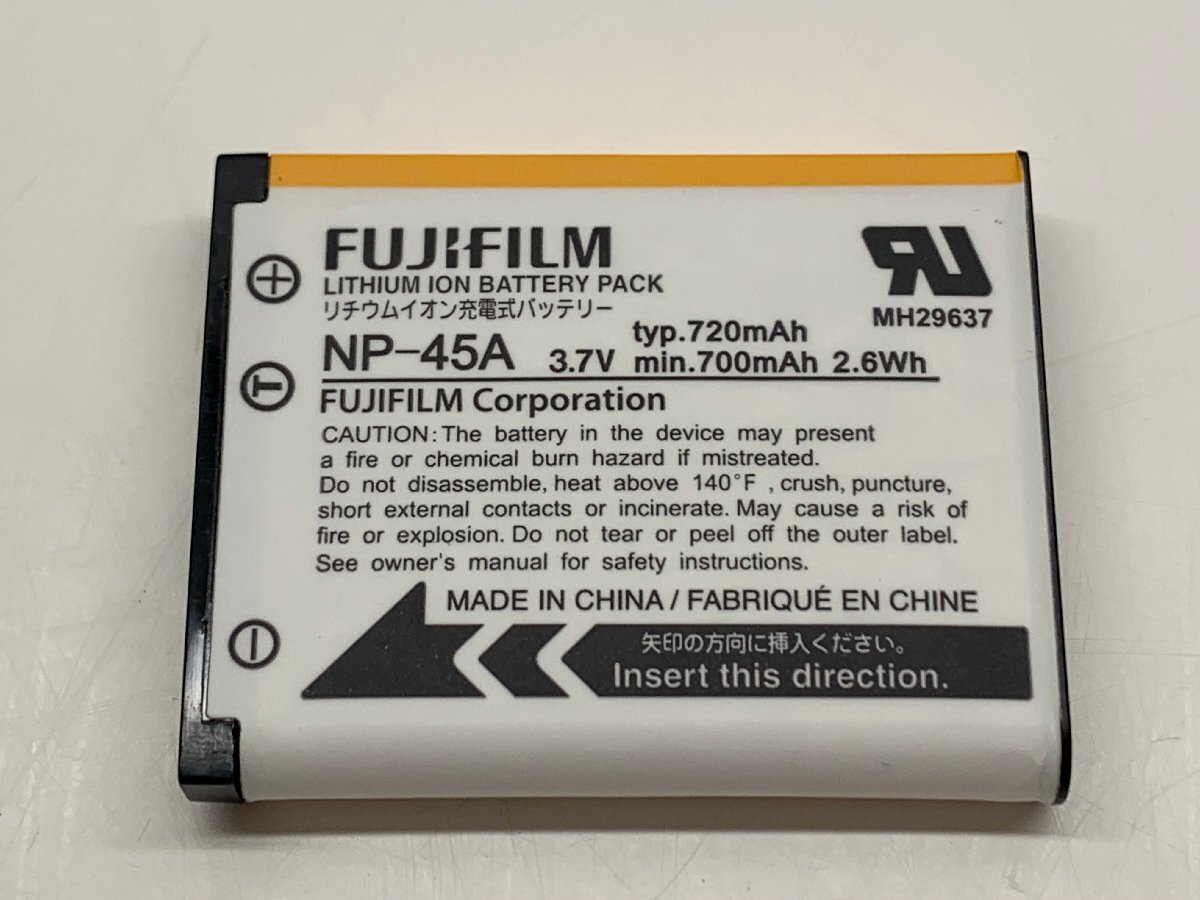 FUJIFILM
LITHIUM ION BATTERY PACK
リチウムイオン充電式バッテリー
MH29637
typ.720mAh
NP-45A 3.7V min.700mAh 2.6Wh
FUJIFILM Corporation
CAUTION:The battery in the device may present
a fire or chemical burn hazard if mistreated.
Do not disassemble, heat above 140°F , crush, puncture,
short external contacts or incinerate. May cause a risk of
fire or explosion. Do not tear or peel off the outer label.
See owner's manual for safety instructions.
MADE IN CHINA / FABRIQUÉ EN CHINE
矢印の方向に挿入ください。
Insert this direction.
+
T
−